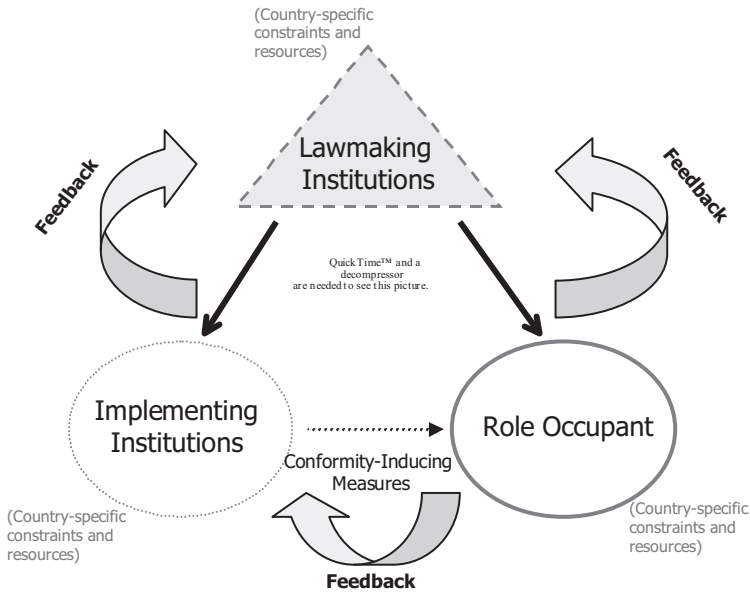 (Country-specific
constraints and
resources)
Lawmaking
Institutions
Feedback
Feedback
QuickTime™ and a
decompressor
are needed to see this picture.
Implementing
Institutions
Role Occupant
Conformity-Inducing
Measures
(Country-specific
constraints and
resources)
(Country-specific
constraints and
resources)
Feedback